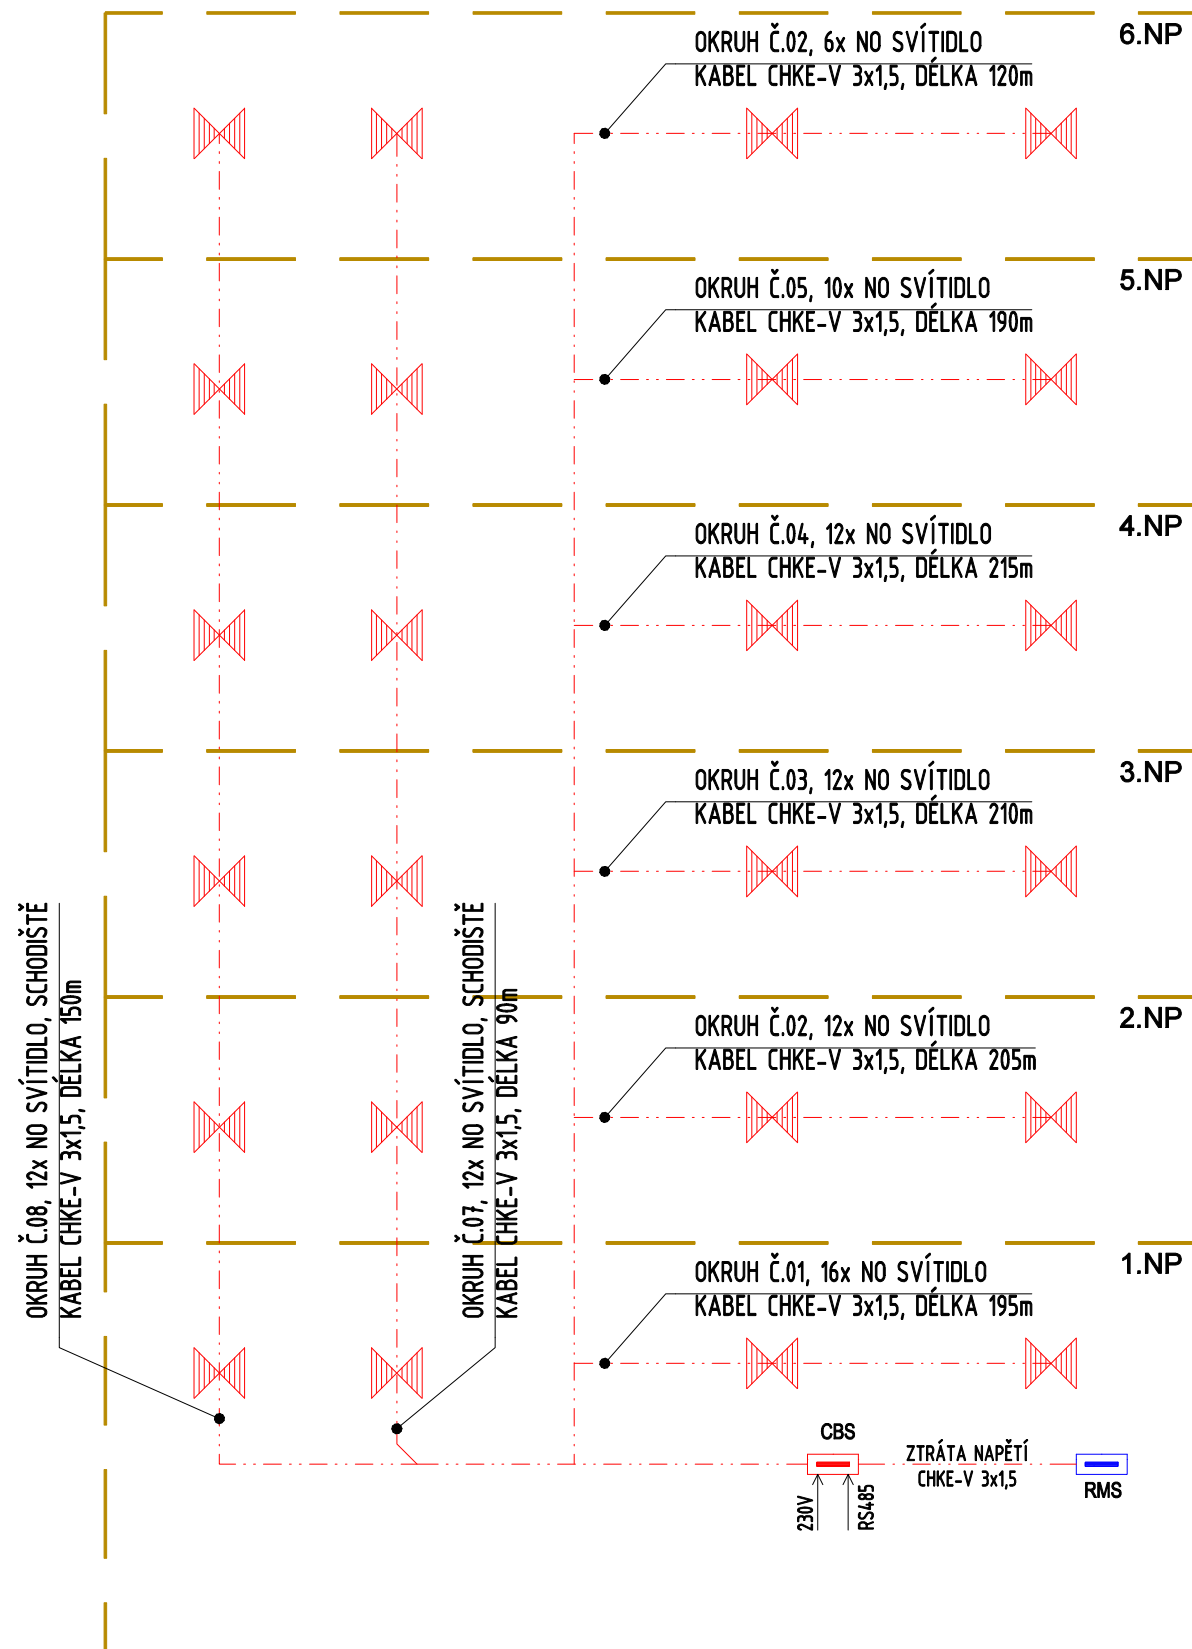 6.NP
OKRUH Č.02, 6x NO SVÍTIDLO
KABEL CHKE-V 3x1,5, DÉLKA 120m
5.NP
OKRUH Č.05, 10x NO SVÍTIDLO
KABEL CHKE-V 3x1,5, DÉLKA 190m
4.NP
OKRUH Č.04, 12x NO SVÍTIDLO
KABEL CHKE-V 3x1,5, DÉLKA 215m
3.NP
OKRUH Č.03, 12x NO SVÍTIDLO
KABEL CHKE-V 3x1,5, DÉLKA 210m
2.NP
OKRUH Č.02, 12x NO SVÍTIDLO
KABEL CHKE-V 3x1,5, DÉLKA 205m
1.NP
OKRUH Č.01, 16x NO SVÍTIDLO
KABEL CHKE-V 3x1,5, DÉLKA 195m
OKRUH Č.08, 12x NO SVÍTIDLO, SCHODIŠTĚ
KABEL CHKE-V 3x1,5, DÉLKA 150m
OKRUH Č.07, 12x NO SVÍTIDLO, SCHODIŠTĚ
KABEL CHKE-V 3x1,5, DÉLKA 90m
CBS
ZTRÁTA NAPĚTÍ
CHKE-V 3x1,5
RMS
230V
RS485